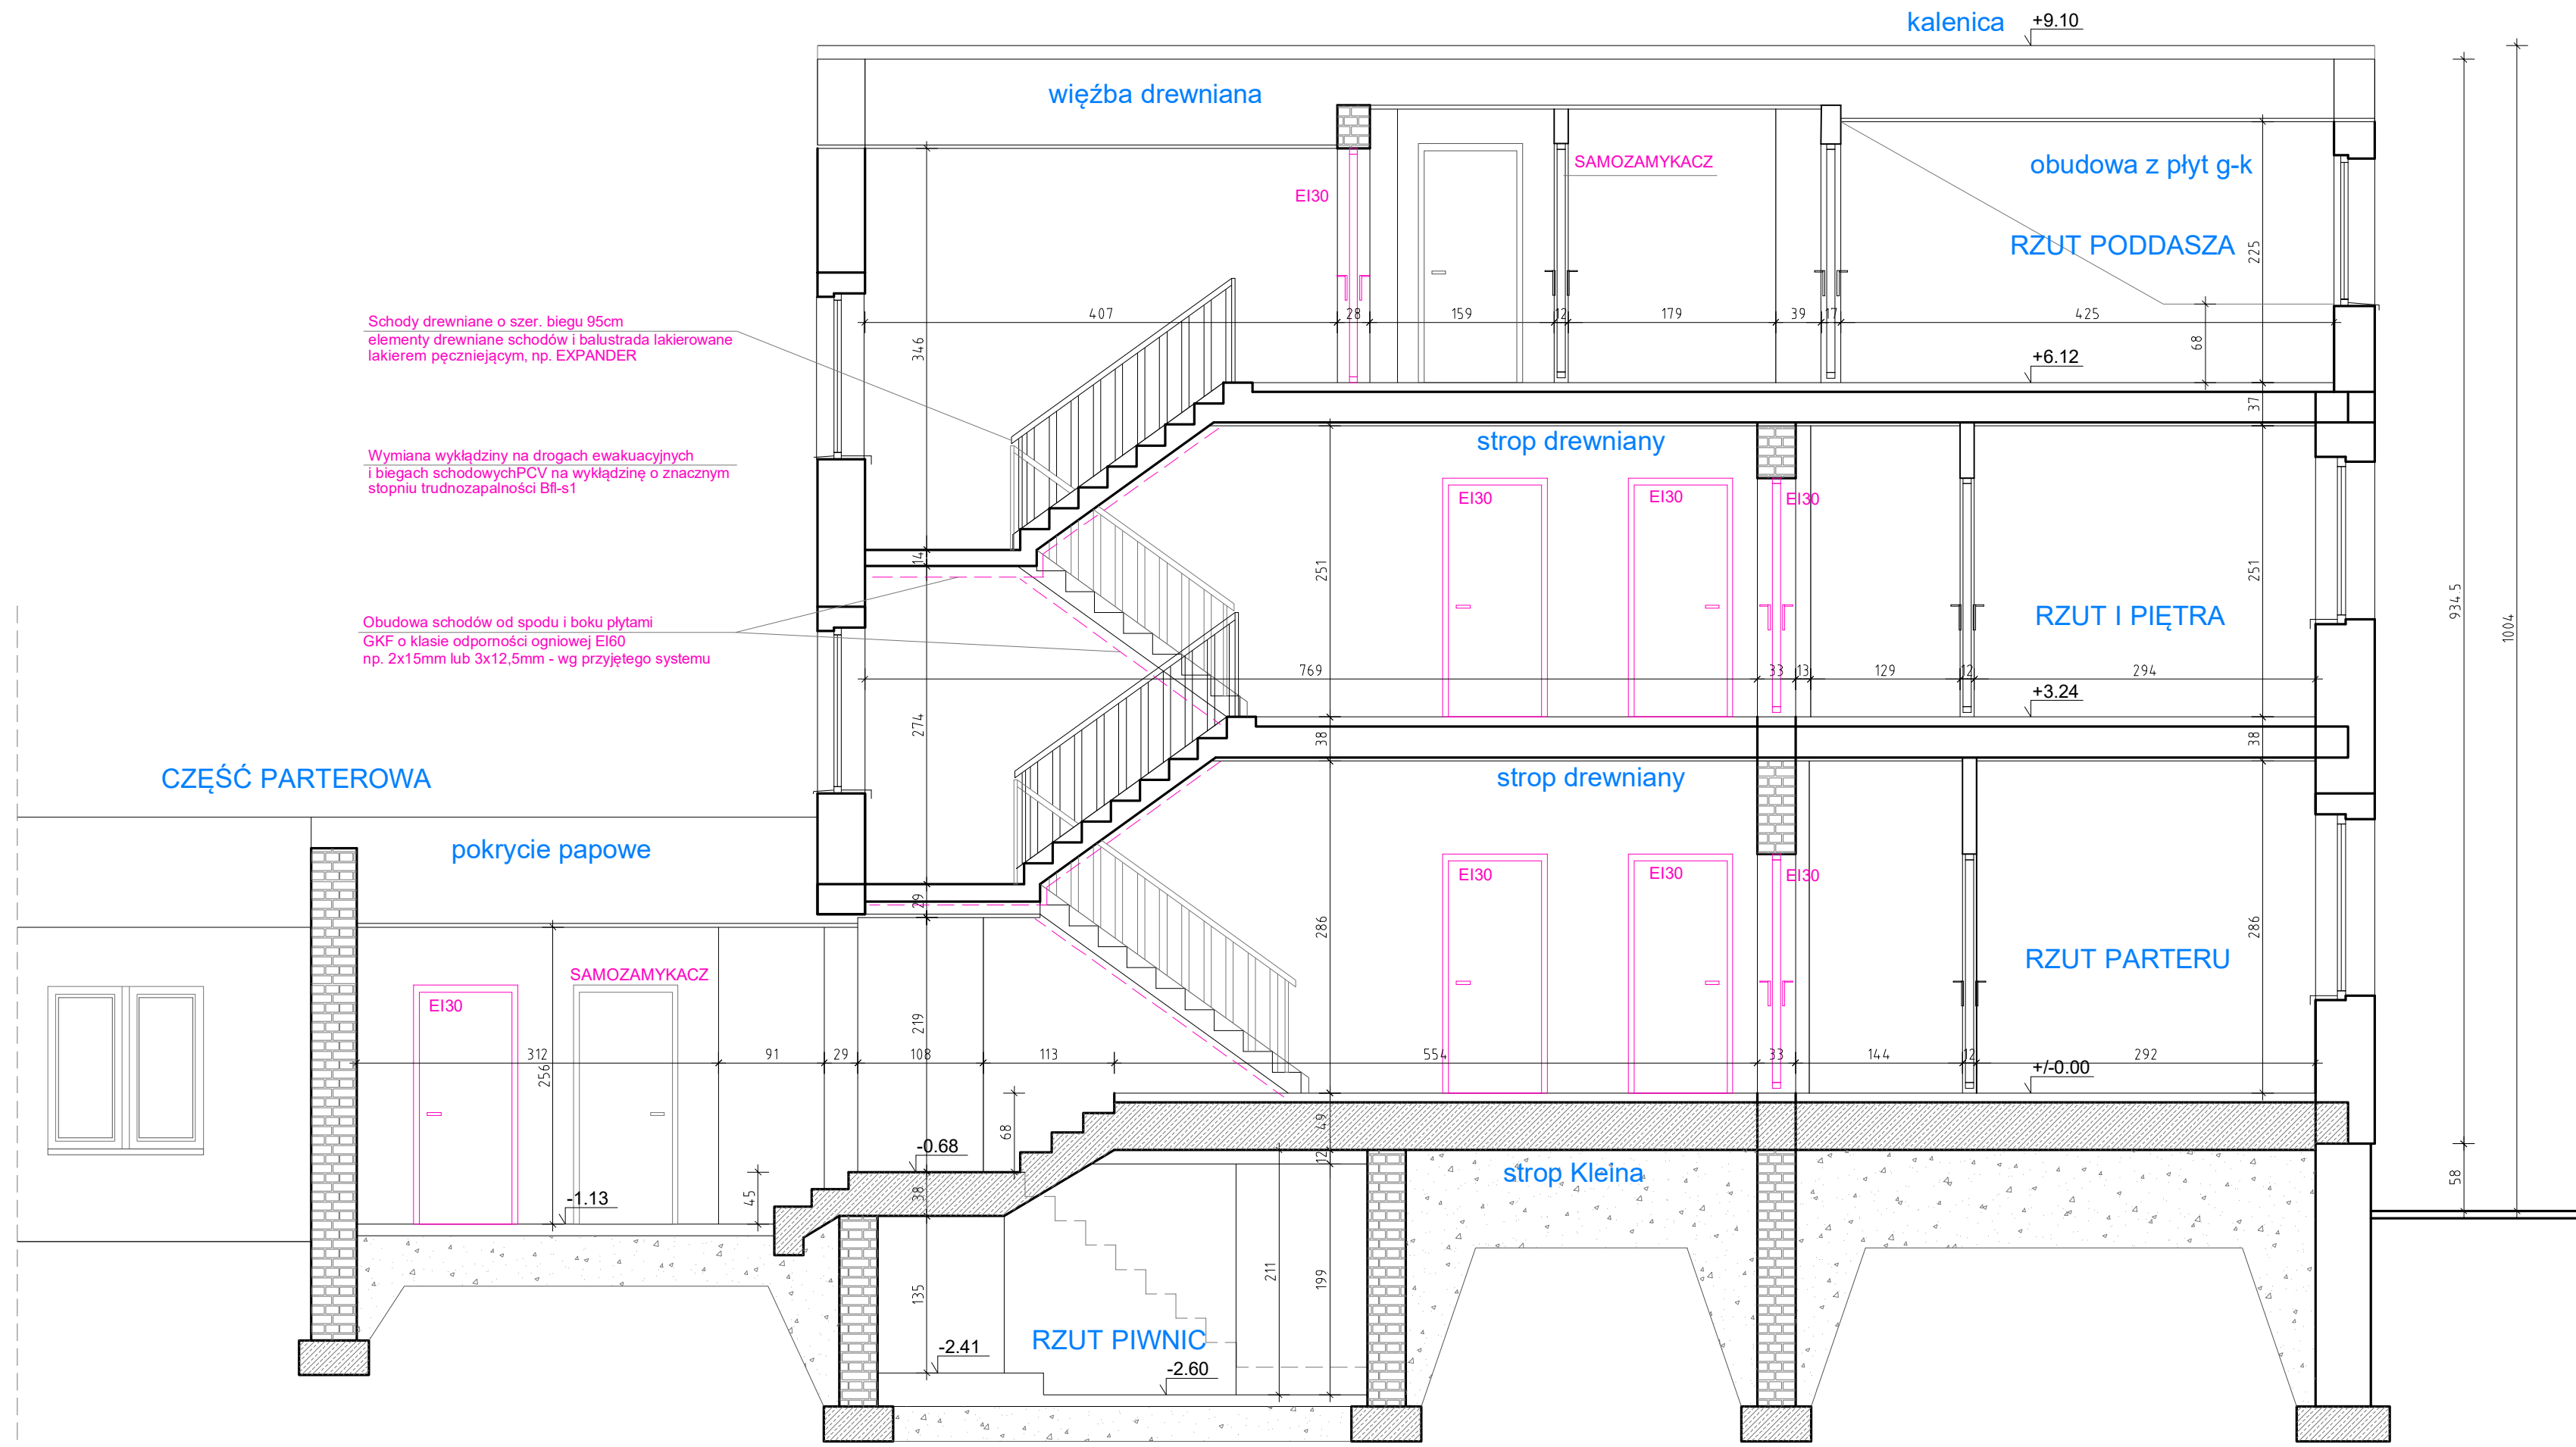 kalenica +9.10
więźba drewniana
SAMOZAMYKACZ
obudowa z płyt g-k
EI30
RZUT PODDASZA
225
407 28 159 12 179 39 17 425
346
68
+6.12
37
Schody drewniane o szer. biegu 95cm
elementy drewniane schodów i balustrada lakierowane
lakierem pęczniejącym, np. EXPANDER
strop drewniany
Wymiana wykłądziny na drogach ewakuacyjnych
i biegach schodowychPCV na wykłądzinę o znacznym
stopniu trudnozapalności Bfl-s1
EI30 EI30 EI30
14
251 251
934.5
1004
Obudowa schodów od spodu i boku płytami
GKF o klasie odporności ogniowej EI60
np. 2x15mm lub 3x12,5mm - wg przyjętego systemu
RZUT I PIĘTRA
769 33 13 129 12 294
+3.24
274
38 38
CZĘŚĆ PARTEROWA
strop drewniany
pokrycie papowe
EI30 EI30 EI30
29
286 286
RZUT PARTERU
SAMOZAMYKACZ
EI30
219
312 91 29 108 113 554 33 144 12 292
256
+/-0.00
68
49
-0.68
12
strop Kleina
58
-1.13
45
38
211
199
135
RZUT PIWNIC
-2.41
-2.60